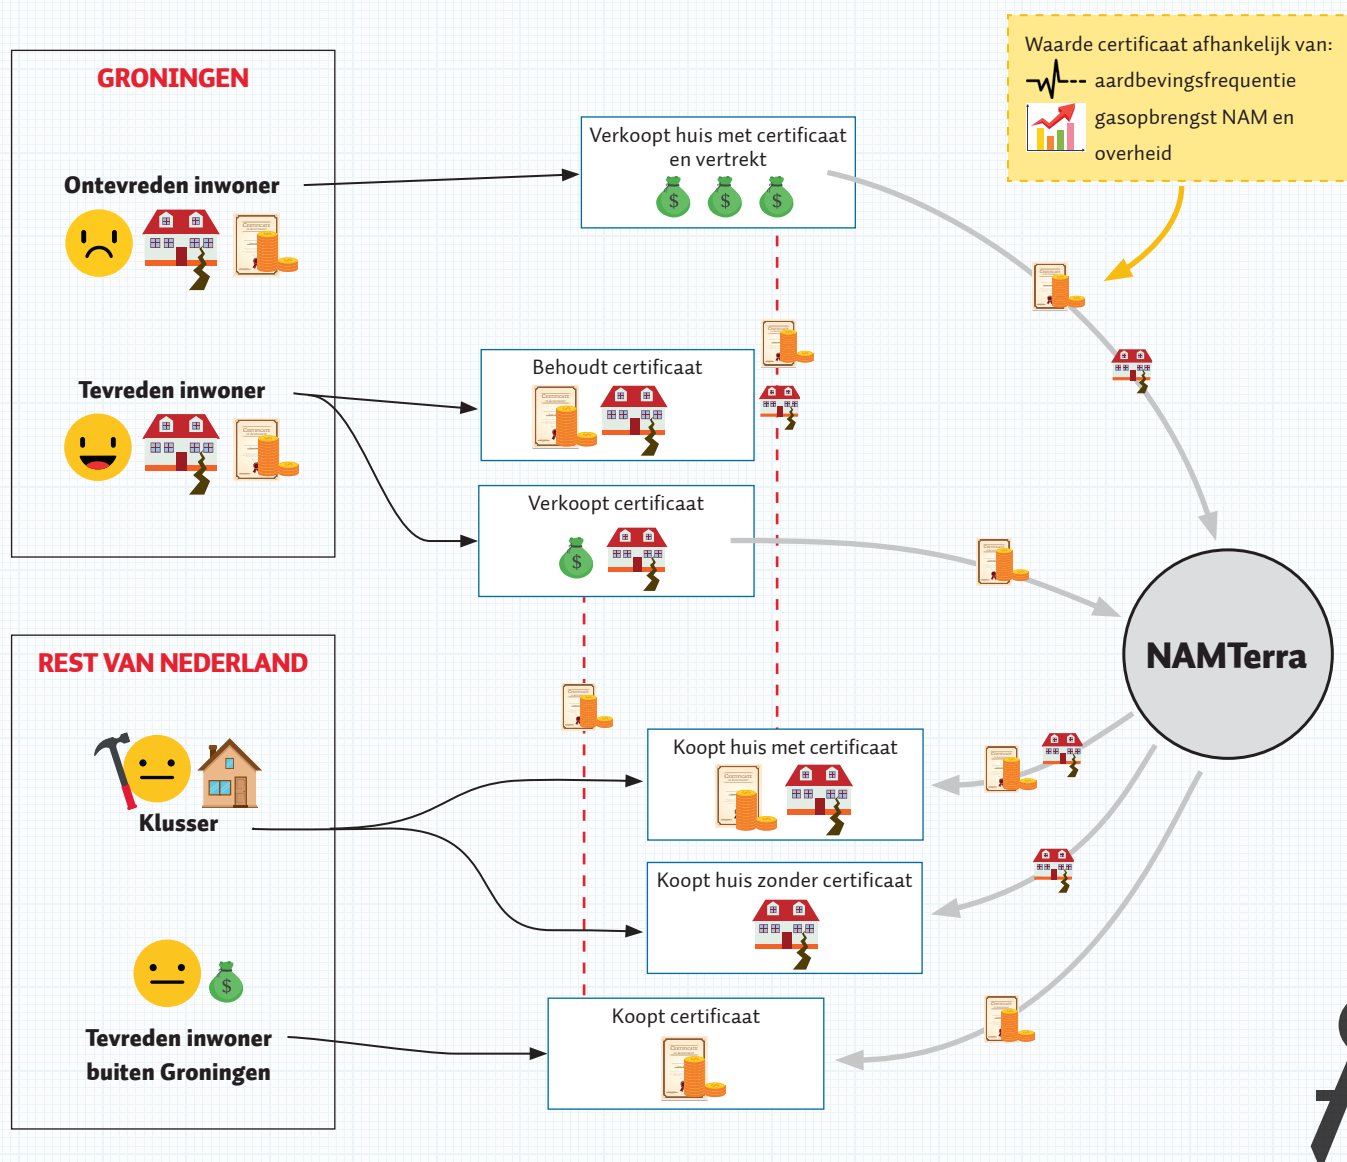 GRONINGEN
Ontevreden inwoner
Tevreden inwoner
Verkoopt huis met certificaat
en vertrekt
$ $ $
Behoudt certificaat
Verkoopt certificaat
$
Waarde certificaat afhankelijk van:
aardbevingsfrequentie
gasopbrengst NAM en
overheid
NAMTerra
REST VAN NEDERLAND
Klusser
$
Tevreden inwoner
buiten Groningen
Koopt huis met certificaat
Koopt huis zonder certificaat
Koopt certificaat